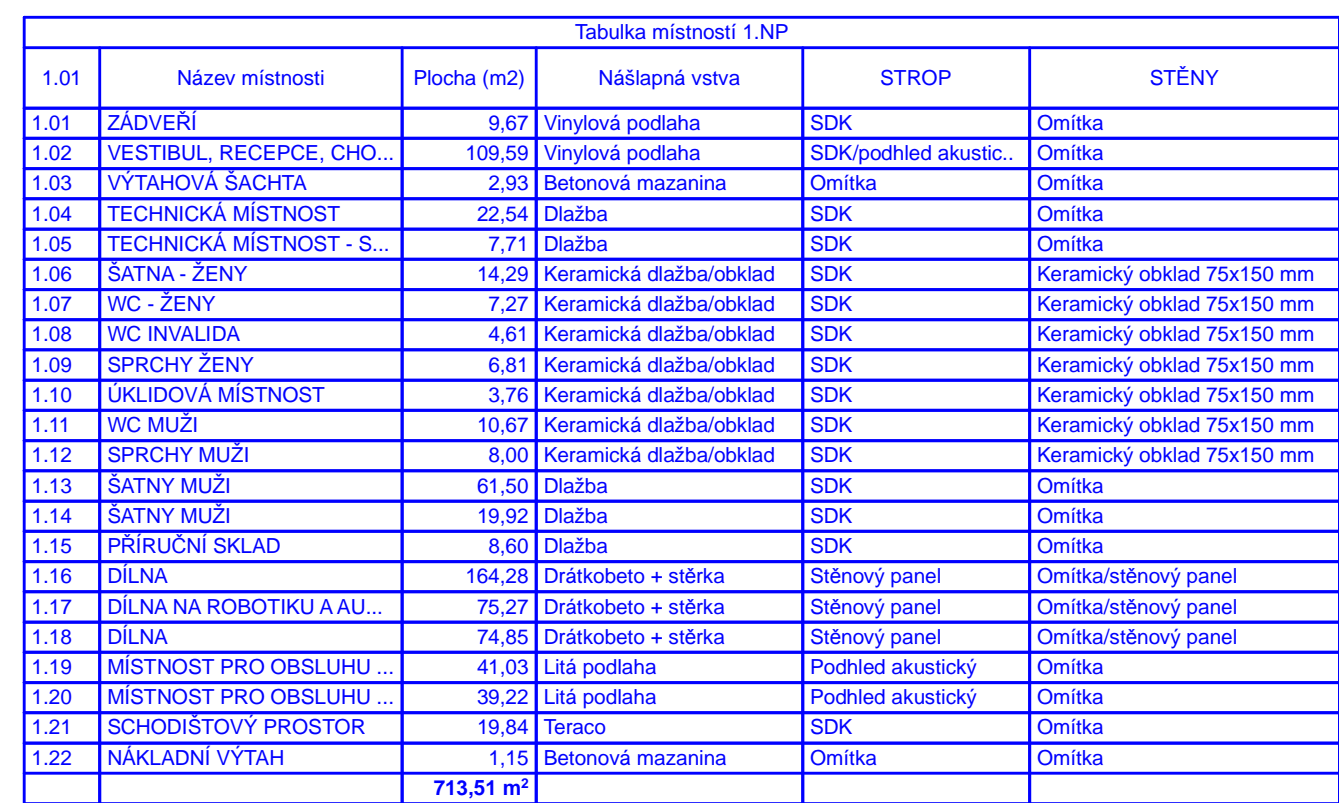 Tabulka místností 1.NP
1.01 Název místnosti Plocha (m2) Nášlapná vstva STROP STĚNY
1.01 ZÁDVEŘÍ 9,67 Vinylová podlaha SDK Omítka
1.02 VESTIBUL, RECEPCE, CHO... 109,59 Vinylová podlaha SDK/podhled akustic.. Omítka
1.03 VÝTAHOVÁ ŠACHTA 2,93 Betonová mazanina Omítka Omítka
1.04 TECHNICKÁ MÍSTNOST 22,54 Dlažba SDK Omítka
1.05 TECHNICKÁ MÍSTNOST - S... 7,71 Dlažba SDK Omítka
1.06 ŠATNA - ŽENY 14,29 Keramická dlažba/obklad SDK Keramický obklad 75x150 mm
1.07 WC - ŽENY 7,27 Keramická dlažba/obklad SDK Keramický obklad 75x150 mm
1.08 WC INVALIDA 4,61 Keramická dlažba/obklad SDK Keramický obklad 75x150 mm
1.09 SPRCHY ŽENY 6,81 Keramická dlažba/obklad SDK Keramický obklad 75x150 mm
1.10 ÚKLIDOVÁ MÍSTNOST 3,76 Keramická dlažba/obklad SDK Keramický obklad 75x150 mm
1.11 WC MUŽI 10,67 Keramická dlažba/obklad SDK Keramický obklad 75x150 mm
1.12 SPRCHY MUŽI 8,00 Keramická dlažba/obklad SDK Keramický obklad 75x150 mm
1.13 ŠATNY MUŽI 61,50 Dlažba SDK Omítka
1.14 ŠATNY MUŽI 19,92 Dlažba SDK Omítka
1.15 PŘÍRUČNÍ SKLAD 8,60 Dlažba SDK Omítka
1.16 DÍLNA 164,28 Drátkobeto + stěrka Stěnový panel Omítka/stěnový panel
1.17 DÍLNA NA ROBOTIKU A AU... 75,27 Drátkobeto + stěrka Stěnový panel Omítka/stěnový panel
1.18 DÍLNA 74,85 Drátkobeto + stěrka Stěnový panel Omítka/stěnový panel
1.19 MÍSTNOST PRO OBSLUHU ... 41,03 Litá podlaha Podhled akustický Omítka
1.20 MÍSTNOST PRO OBSLUHU ... 39,22 Litá podlaha Podhled akustický Omítka
1.21 SCHODIŠTOVÝ PROSTOR 19,84 Teraco SDK Omítka
1.22 NÁKLADNÍ VÝTAH 1,15 Betonová mazanina Omítka Omítka
713,51 m²